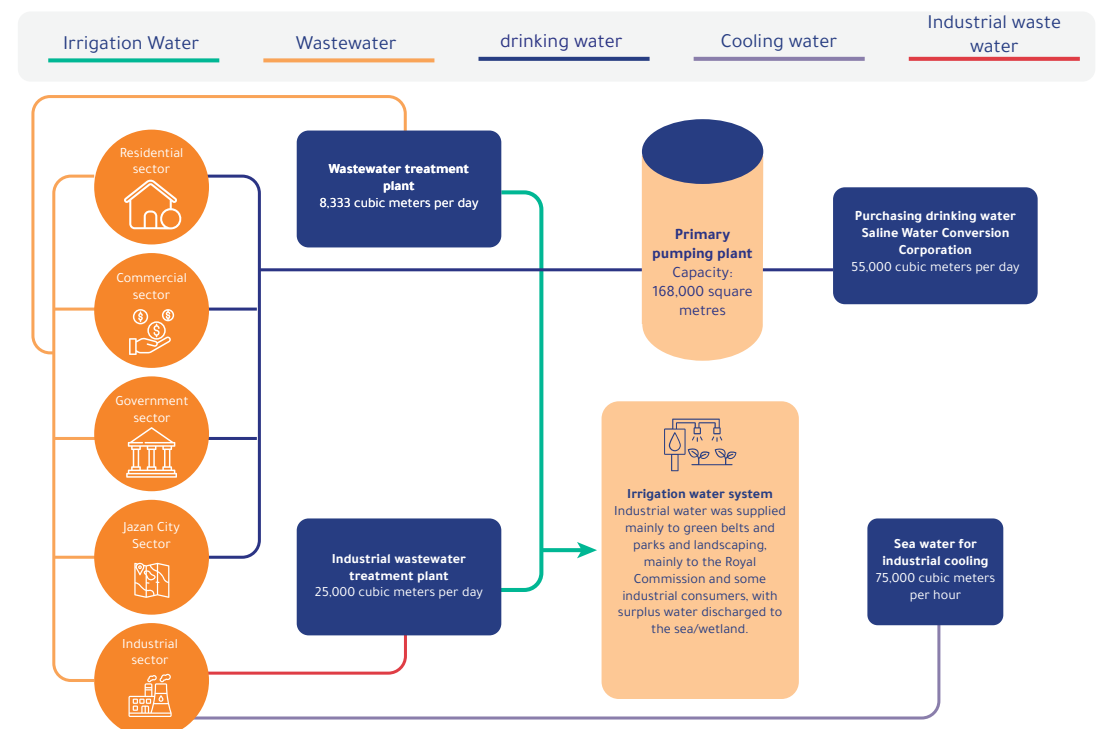 Irrigation Water
Wastewater
drinking water
Cooling water
Industrial waste
water
Residential
sector
Commercial
sector
Government
sector
Jazan City
Sector
Industrial
sector
Wastewater treatment
plant
8,333 cubic meters per day
Industrial wastewater
treatment plant
25,000 cubic meters per day
Primary
pumping plant
Capacity:
168,000 square
metres
Purchasing drinking water
Saline Water Conversion
Corporation
55,000 cubic meters per day
Irrigation water system
Industrial water was supplied
mainly to green belts and
parks and landscaping,
mainly to the Royal
Commission and some
industrial consumers, with
surplus water discharged to
the sea/wetland.
Sea water for
industrial cooling
75,000 cubic meters
per hour